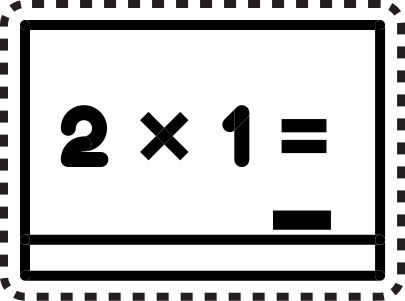 2 × 1 =